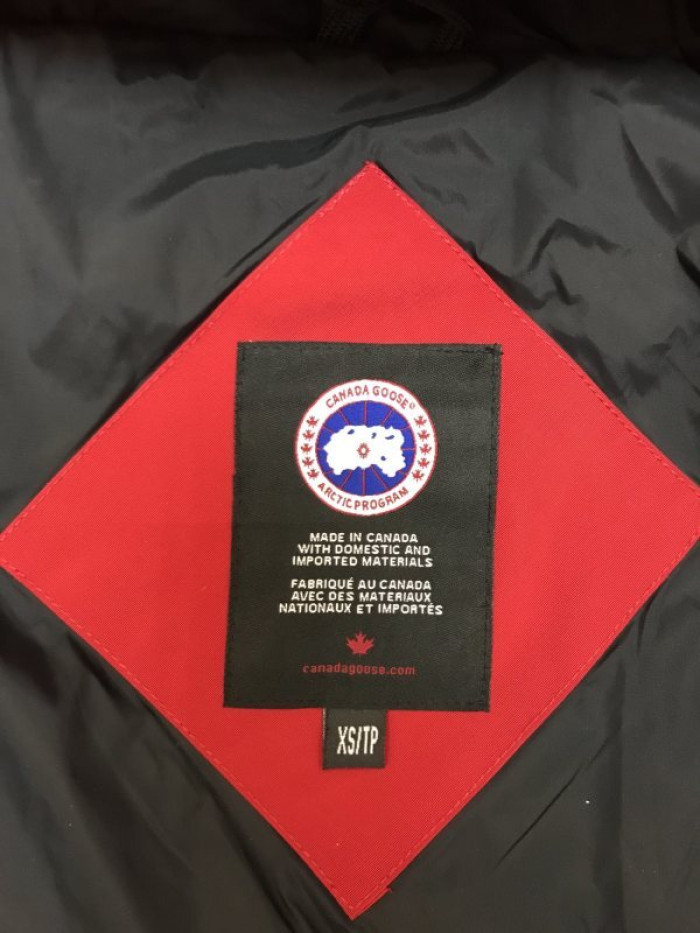 CANADA GOOSE®
ARCTIC PROGRAM
MADE IN CANADA
WITH DOMESTIC AND
IMPORTED MATERIALS
FABRIQUÉ AU CANADA
AVEC DES MATERIAUX
NATIONAUX ET IMPORTÉS
canadagoose.com
XS/TP